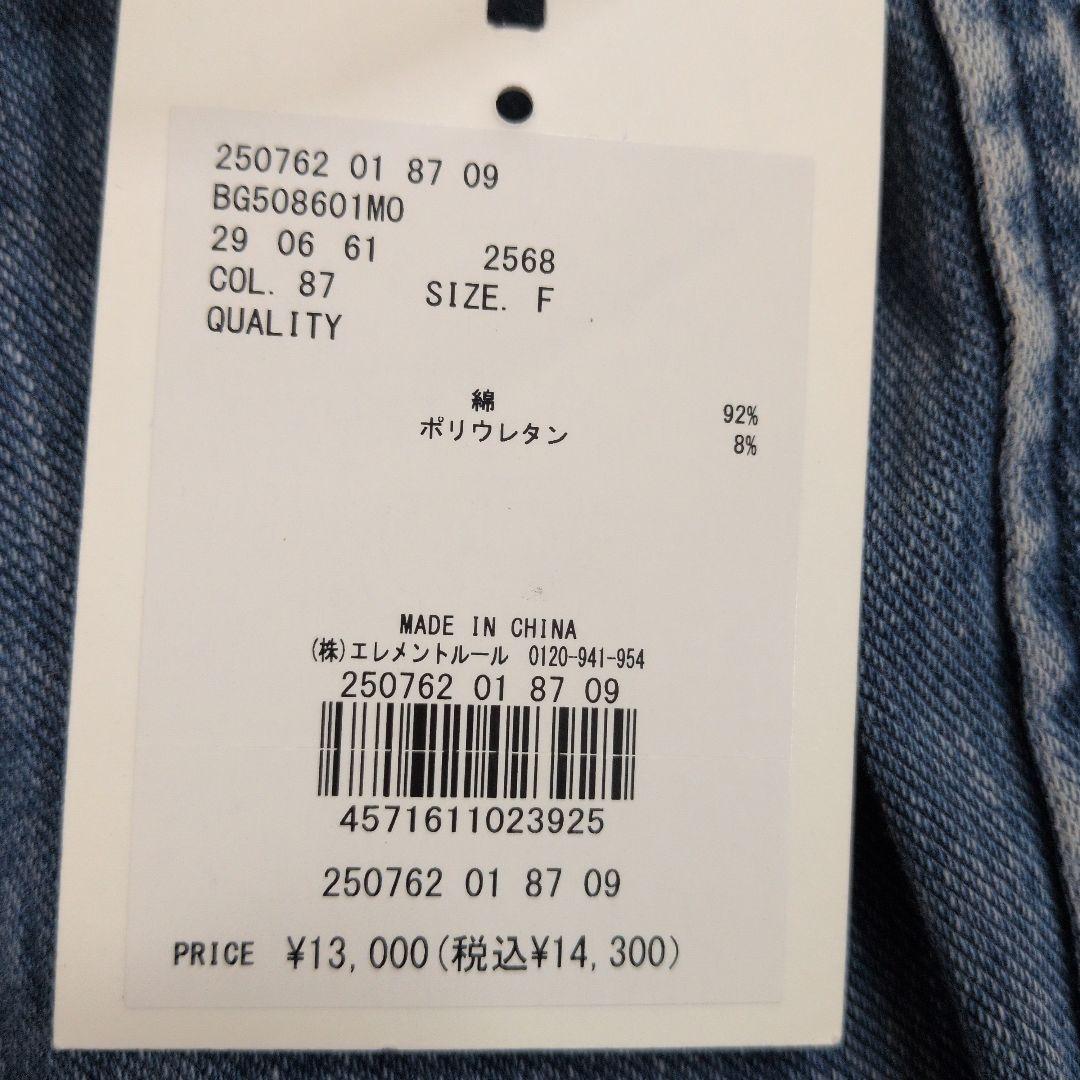 250762 01 87 09
BG508601MO
29 06 61 2568
COL. 87 SIZE. F
QUALITY
綿 92%
ポリウレタン 8%
MADE IN CHINA
(株)エレメントルール 0120-941-954
250762 01 87 09
4571611023925
250762 01 87 09
PRICE ¥13,000(税込¥14,300)